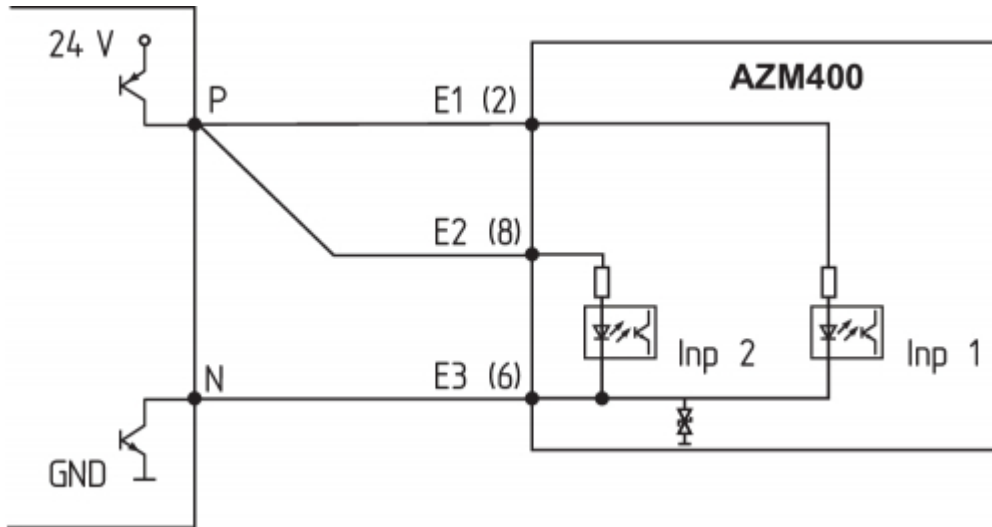 24 V
AZM400
P
E1 (2)
E2 (8)
Inp 2
Inp 1
N
E3 (6)
GND